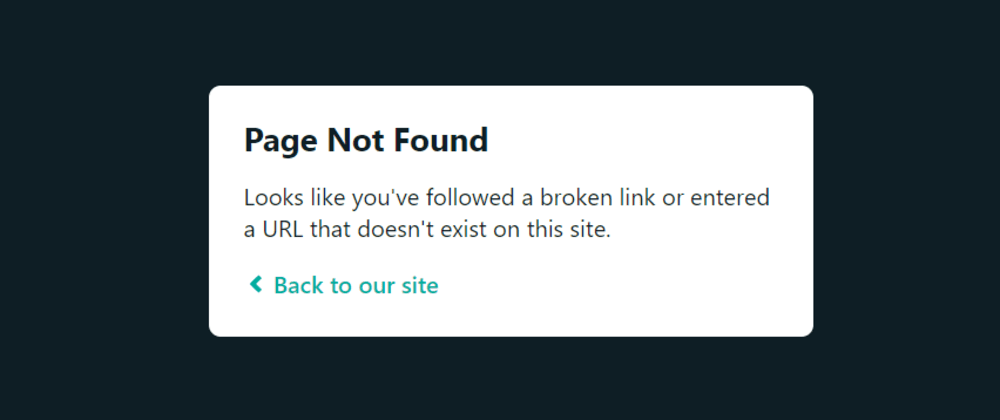 Page Not Found
Looks like you've followed a broken link or entered
a URL that doesn't exist on this site.
Back to our site